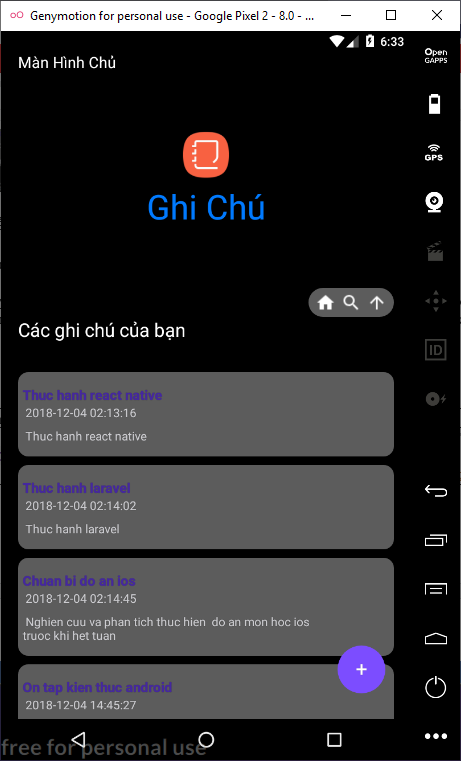 Genymotion for personal use - Google Pixel 2 - 8.0 - ...
6:33
Open
GAPPS
Màn Hình Chủ
GPS
Ghi Chú
ID
Các ghi chú của bạn
Thuc hanh react native
2018-12-04 02:13:16
Thuc hanh react native
Thuc hanh laravel
2018-12-04 02:14:02
Thuc hanh laravel
Chuan bi do an ios
2018-12-04 02:14:45
Nghien cuu va phan tich thuc hien do an mon hoc ios
truoc khi het tuan
+
On tap kien thuc android
2018-12-04 14:45:27
free for personal use